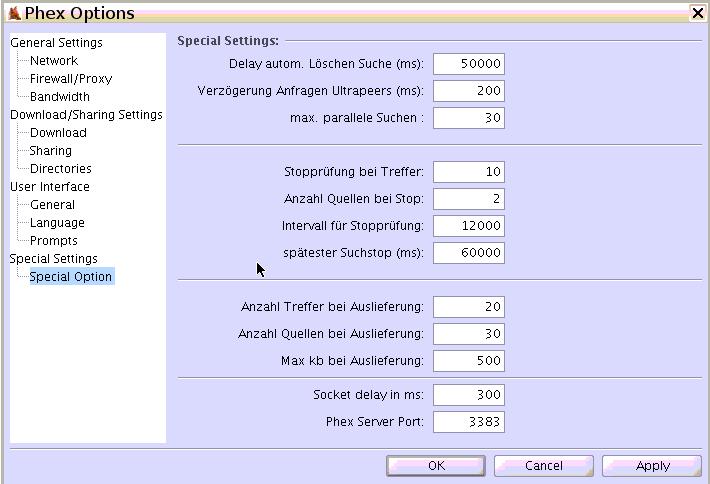 Phex Options
General Settings
Network
Firewall/Proxy
Bandwidth
Download/Sharing Settings
Download
Sharing
Directories
User Interface
General
Language
Prompts
Special Settings
Special Option
Special Settings:
Delay autom. Löschen Suche (ms): 50000
Verzögerung Anfragen Ultrapeers (ms): 200
max. parallele Suchen : 30
Stopprüfung bei Treffer: 10
Anzahl Quellen bei Stop: 2
Intervall für Stopprüfung: 12000
spätester Suchstop (ms): 60000
Anzahl Treffer bei Auslieferung: 20
Anzahl Quellen bei Auslieferung: 30
Max kb bei Auslieferung: 500
Socket delay in ms: 300
Phex Server Port: 3383
OK Cancel Apply